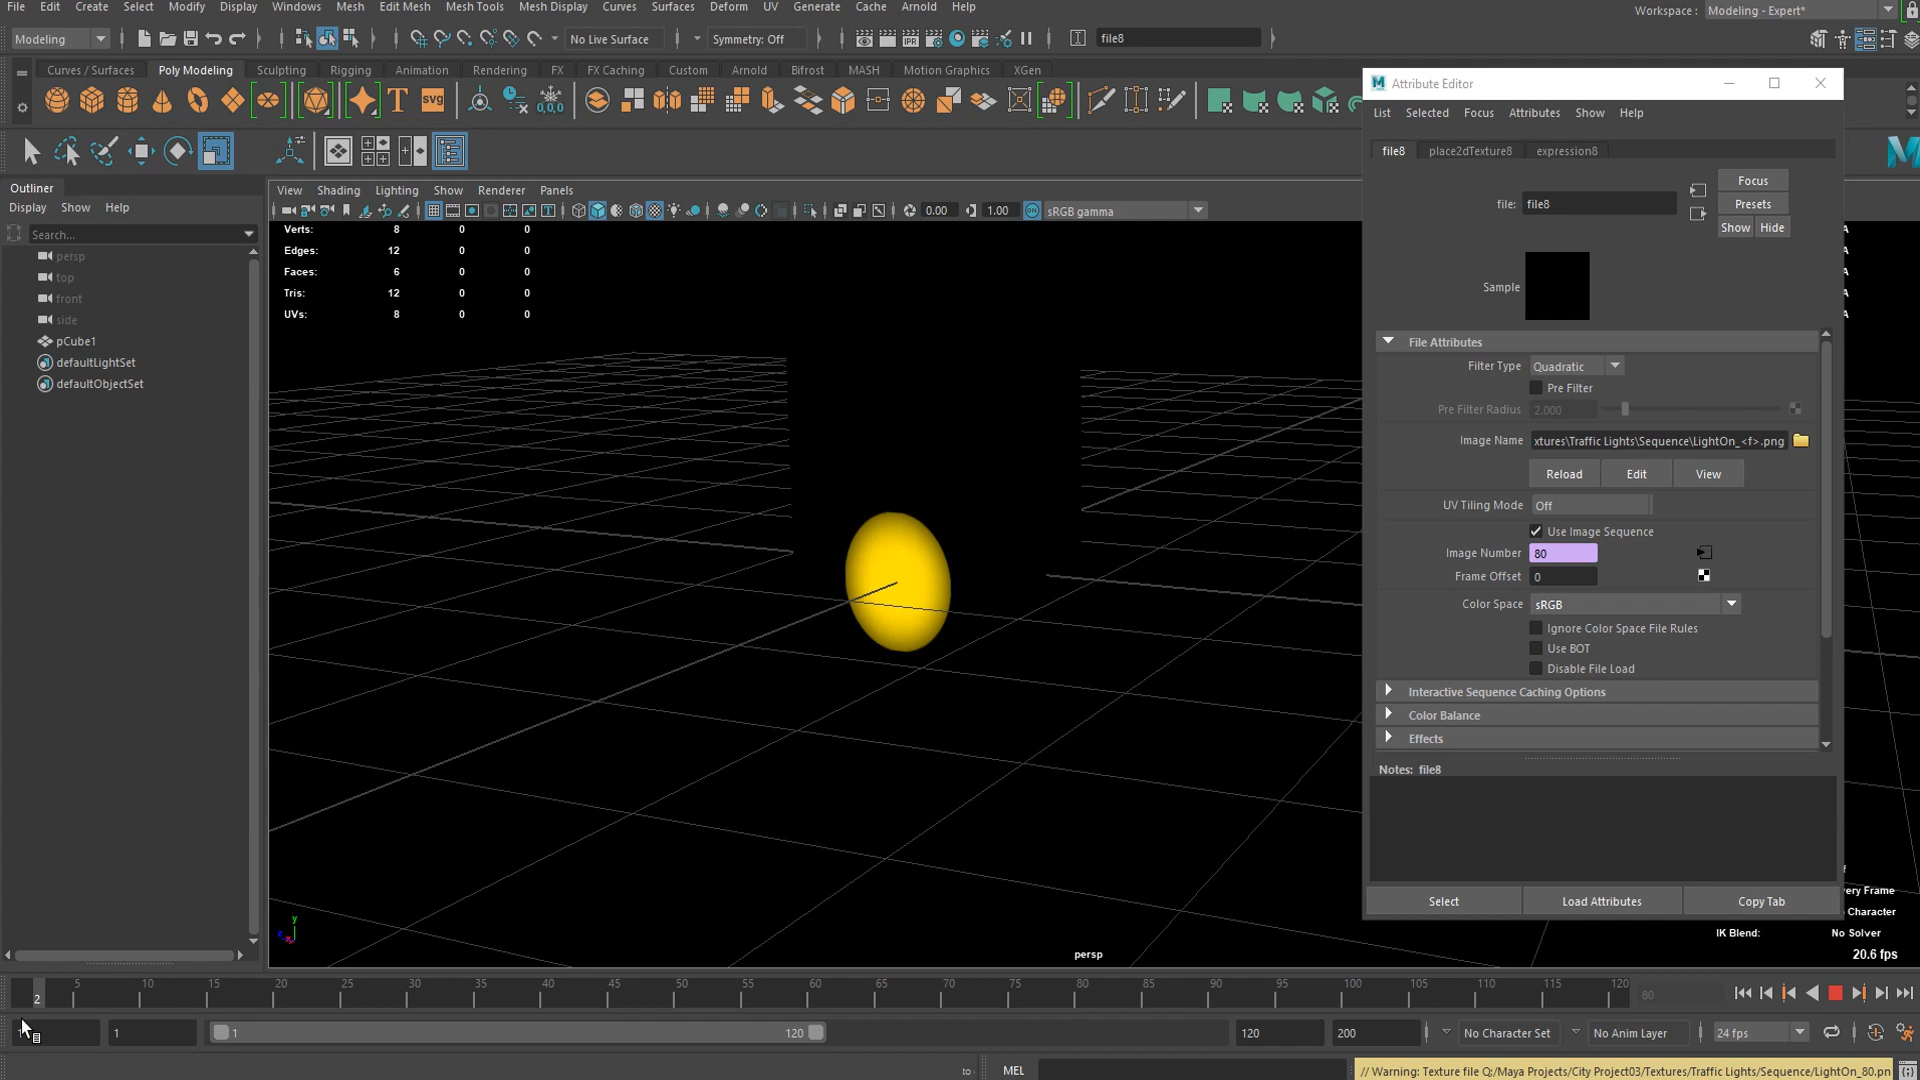 File Edit Create Select Modify Display Windows Mesh Edit Mesh Mesh Tools Mesh Display Curves Surfaces Deform UV Generate Cache Arnold Help
Workspace : Modeling - Expert*
Modeling No Live Surface Symmetry: Off file8
Curves / Surfaces Poly Modeling Sculpting Rigging Animation Rendering FX FX Caching Custom Arnold Bifrost MASH Motion Graphics XGen
SVG
0,0,0
Outliner
Display Show Help
Search...
persp
top
front
side
pCube1
defaultLightSet
defaultObjectSet
View Shading Lighting Show Renderer Panels
0.00 1.00 sRGB gamma
Verts: 8 0 0
Edges: 12 0 0
Faces: 6 0 0
Tris: 12 0 0
UVs: 8 0 0
persp
y
Attribute Editor
List Selected Focus Attributes Show Help
file8 place2dTexture8 expression8
file: file8
Focus
Presets
Show Hide
Sample
File Attributes
Filter Type Quadratic
Pre Filter
Pre Filter Radius 2.000
Image Name xtures\Traffic Lights\Sequence\LightOn_<f>.png
Reload Edit View
UV Tiling Mode Off
Use Image Sequence
Image Number 80
Frame Offset 0
Color Space sRGB
Ignore Color Space File Rules
Use BOT
Disable File Load
Interactive Sequence Caching Options
Color Balance
Effects
Notes: file8
Select Load Attributes Copy Tab
ery Frame
Character
IK Blend: No Solver
20.6 fps
2 5 10 15 20 25 30 35 40 45 50 55 60 65 70 75 80 85 90 95 100 105 110 115 120 80
1 1 120 120 200 No Character Set No Anim Layer 24 fps
to MEL // Warning: Texture file Q:/Maya Projects/City Project03/Textures/Traffic Lights/Sequence/LightOn_80.pn